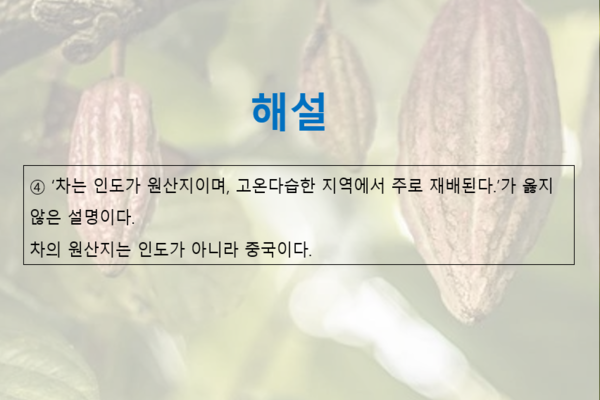 해설
④ ‘차는 인도가 원산지이며, 고온다습한 지역에서 주로 재배된다.’가 옳지
않은 설명이다.
차의 원산지는 인도가 아니라 중국이다.